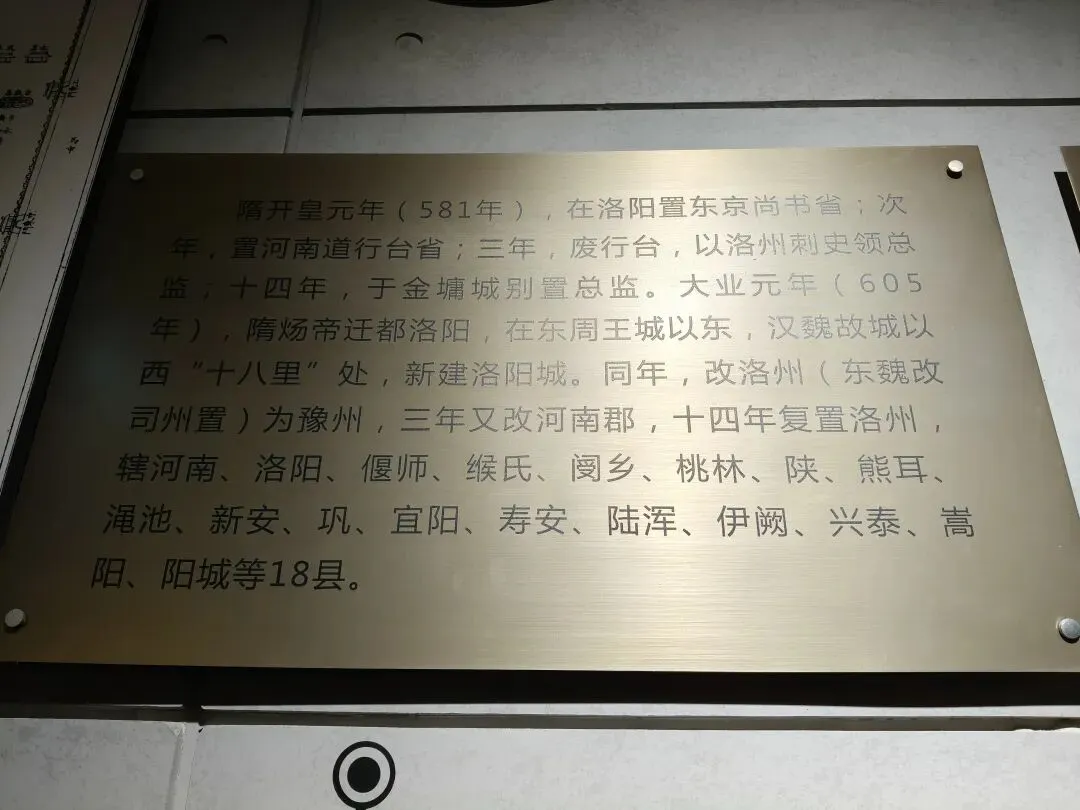 隋开皇元年（581年），在洛阳置东京尚书省；次
年，置河南道行台省；三年，废行台，以洛州刺史领总
监；十四年，于金墉城别置总监。大业元年（605
年），隋炀帝迁都洛阳，在东周王城以东，汉魏故城以
西“十八里”处，新建洛阳城。同年，改洛州（东魏改
司州置）为豫州，三年又改河南郡，十四年复置洛州，
辖河南、洛阳、偃师、缑氏、阌乡、桃林、陕、熊耳、
渑池、新安、巩、宜阳、寿安、陆浑、伊阙、兴泰、嵩
阳、阳城等18县。